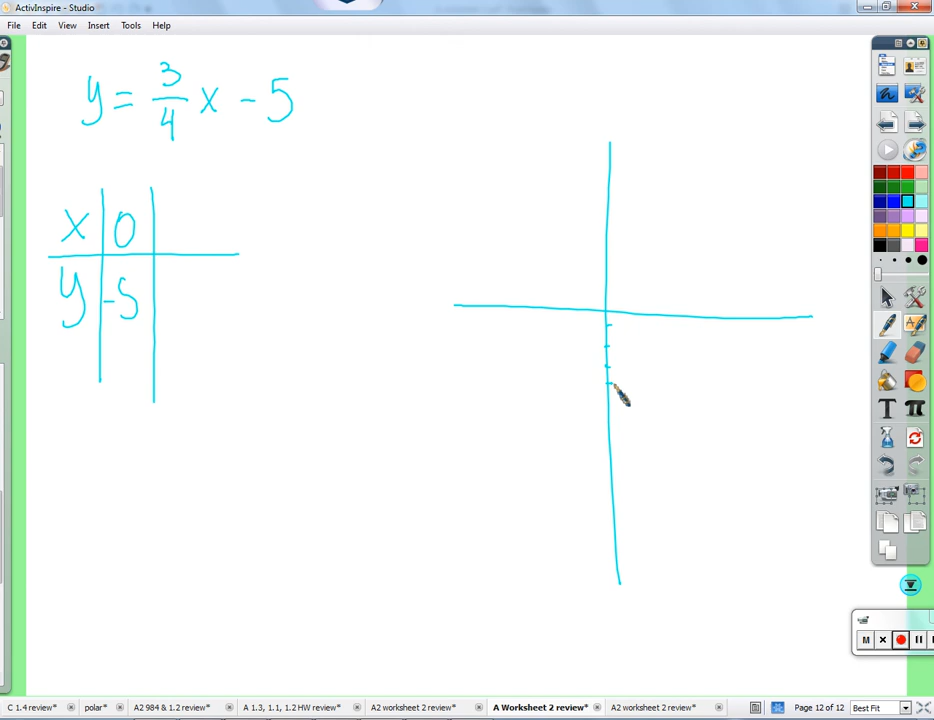 ActivInspire - Studio
File Edit View Insert Tools Help
y = 3/4 x - 5
x 0
y -5
M
C 1.4 review* polar* A2 984 & 1.2 review* A 1.3, 1.1, 1.2 HW review* A2 worksheet 2 review* A Worksheet 2 review* A2 worksheet 2 review* Page 12 of 12 Best Fit